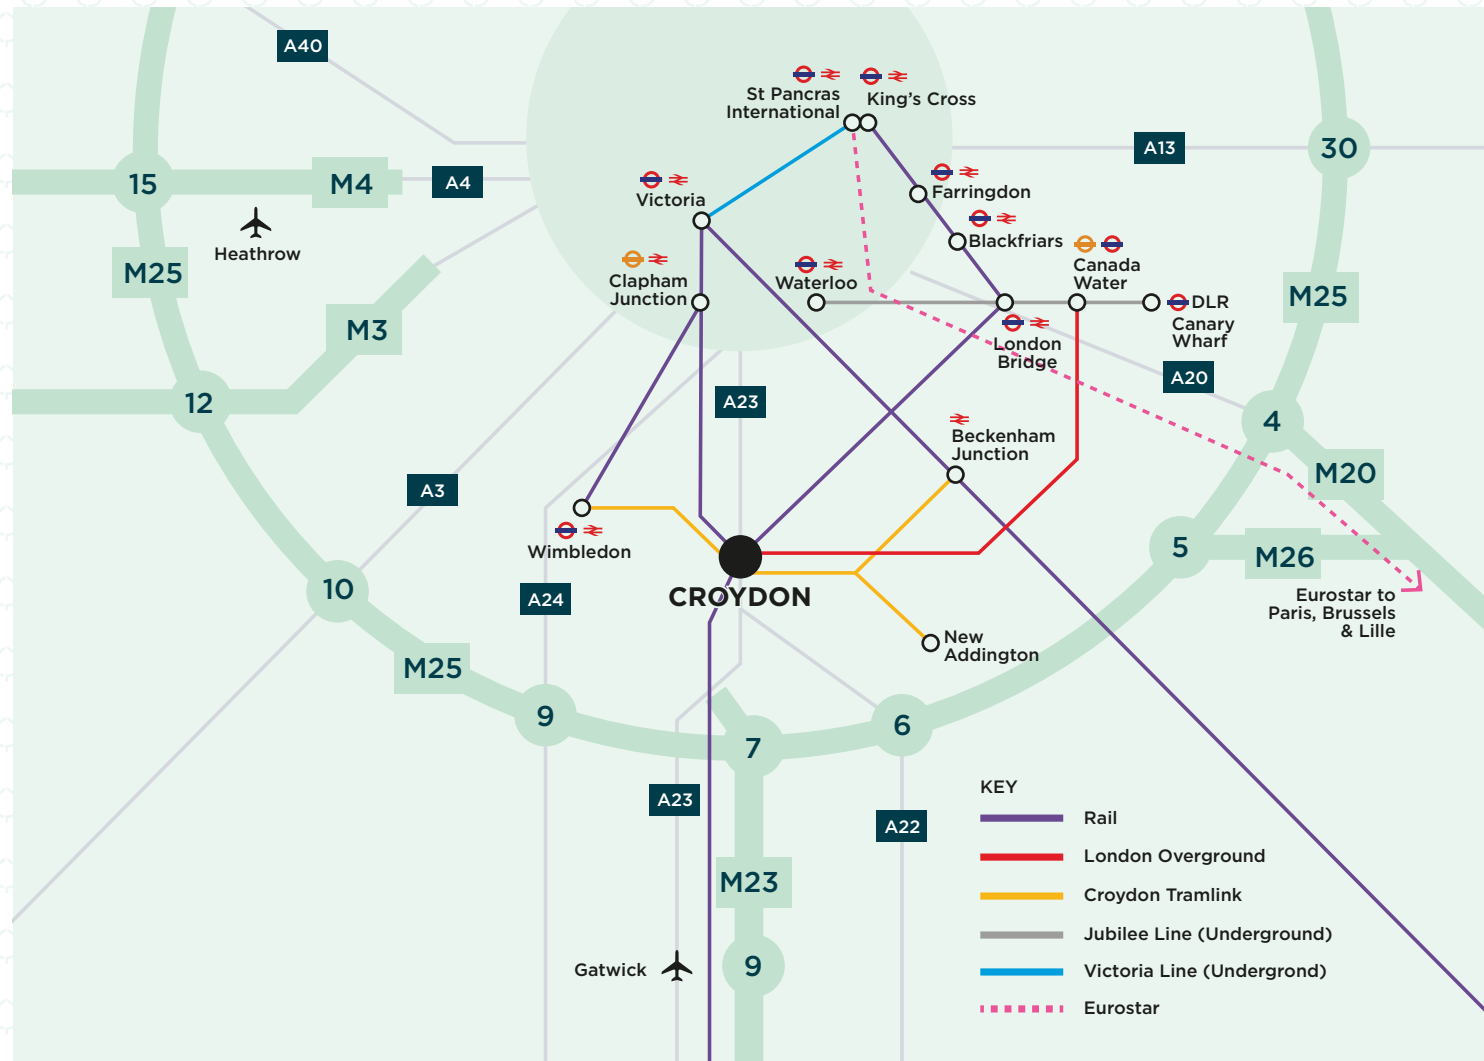 A40
St Pancras
International
King's Cross
A13
30
15
M4
A4
Farringdon
Victoria
Heathrow
Blackfriars
M25
Clapham
Junction
Waterloo
Canada
Water
M25
DLR
Canary
Wharf
M3
London
Bridge
A20
12
A23
4
Beckenham
Junction
M20
A3
Wimbledon
5
M26
10
A24
CROYDON
Eurostar to
Paris, Brussels
& Lille
New
Addington
M25
9
7
6
A23
A22
M23
Gatwick
9
KEY
Rail
London Overground
Croydon Tramlink
Jubilee Line (Underground)
Victoria Line (Undergrond)
Eurostar